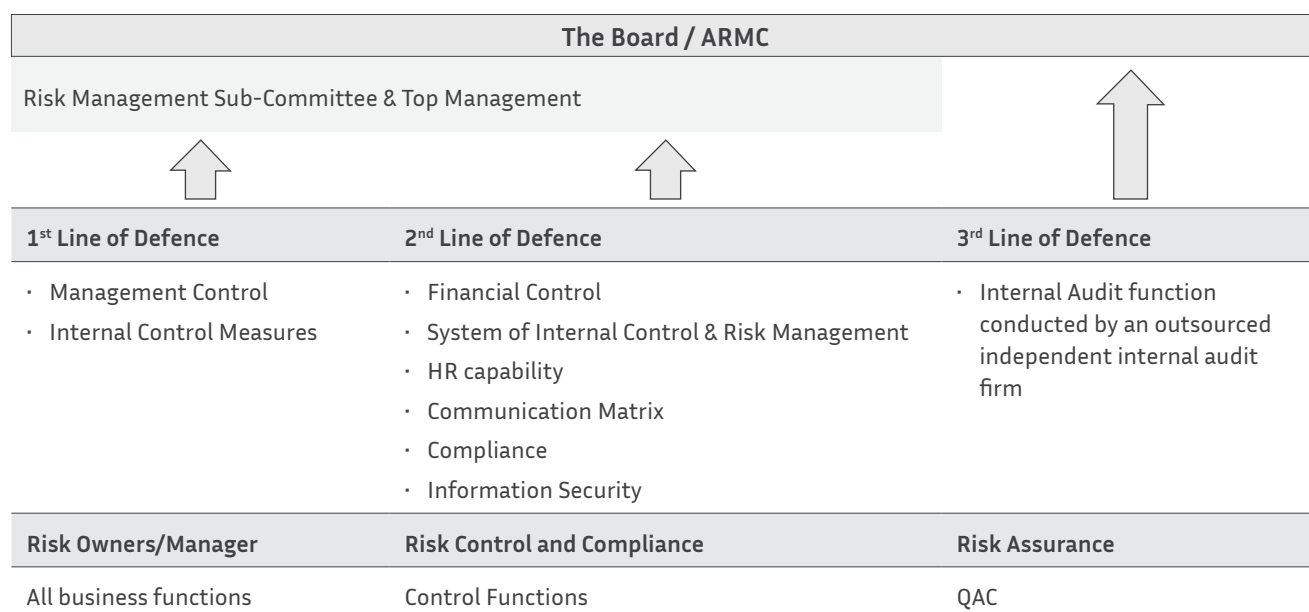 The Board / ARMC
Risk Management Sub-Committee & Top Management
1st Line of Defence
2nd Line of Defence
3rd Line of Defence
· Management Control
· Internal Control Measures
· Financial Control
· System of Internal Control & Risk Management
· HR capability
· Communication Matrix
· Compliance
· Information Security
· Internal Audit function
conducted by an outsourced
independent internal audit
firm
Risk Owners/Manager
Risk Control and Compliance
Risk Assurance
All business functions
Control Functions
QAC